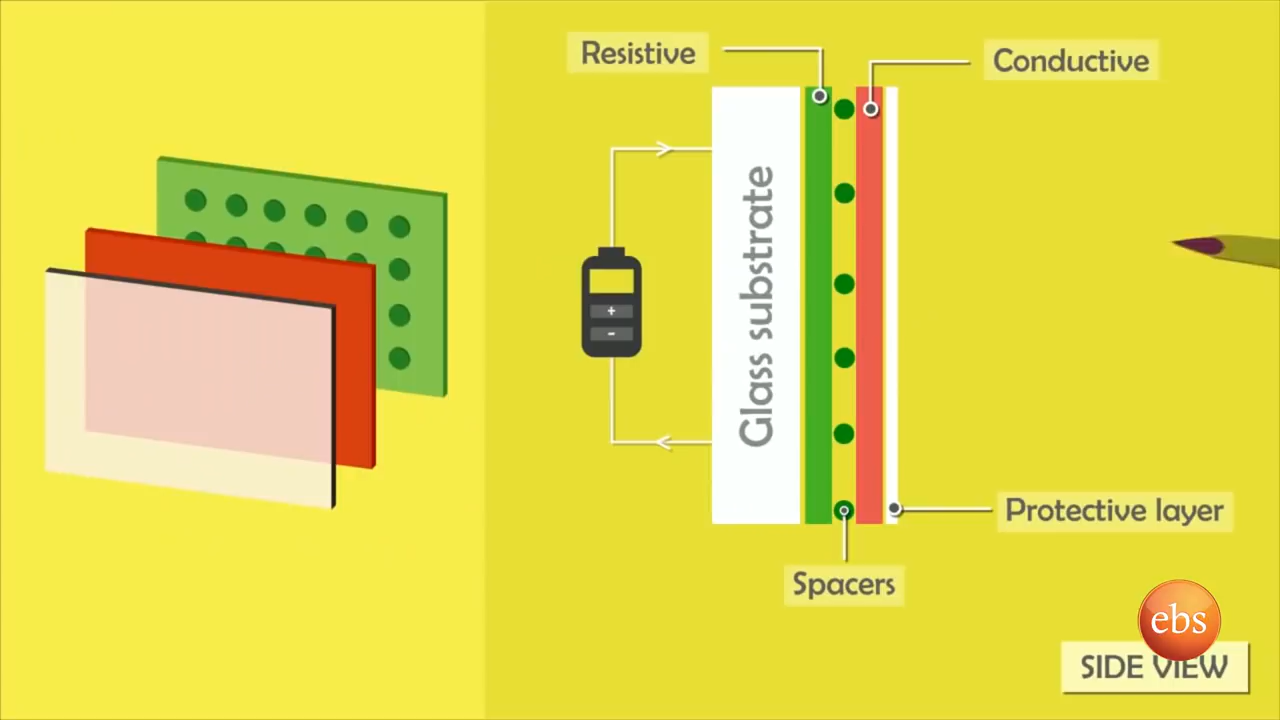 Resistive
Conductive
Glass substrate
+
-
Protective layer
Spacers
ebs
SIDE VIEW